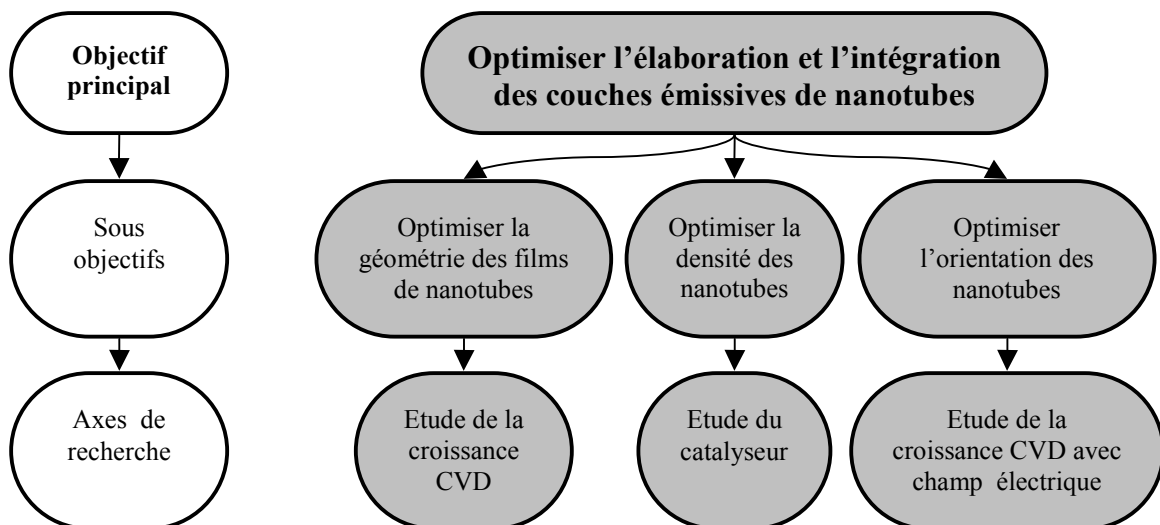 Objectif
principal
Optimiser l’élaboration et l’intégration
des couches émissives de nanotubes
Sous
objectifs
Optimiser la
géométrie des films
de nanotubes
Optimiser la
densité des
nanotubes
Optimiser
l’orientation des
nanotubes
Axes de
recherche
Etude de la
croissance
CVD
Etude du
catalyseur
Etude de la
croissance CVD avec
champ électrique